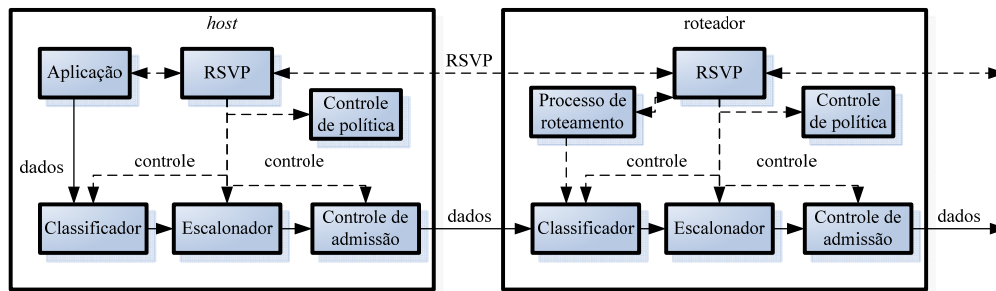 host
Aplicação
RSVP
Controle
de política
dados
controle
controle
Classificador
Escalonador
Controle de
admissão
RSVP
dados
roteador
RSVP
Processo de
roteamento
Controle
de política
controle
controle
Classificador
Escalonador
Controle de
admissão
dados